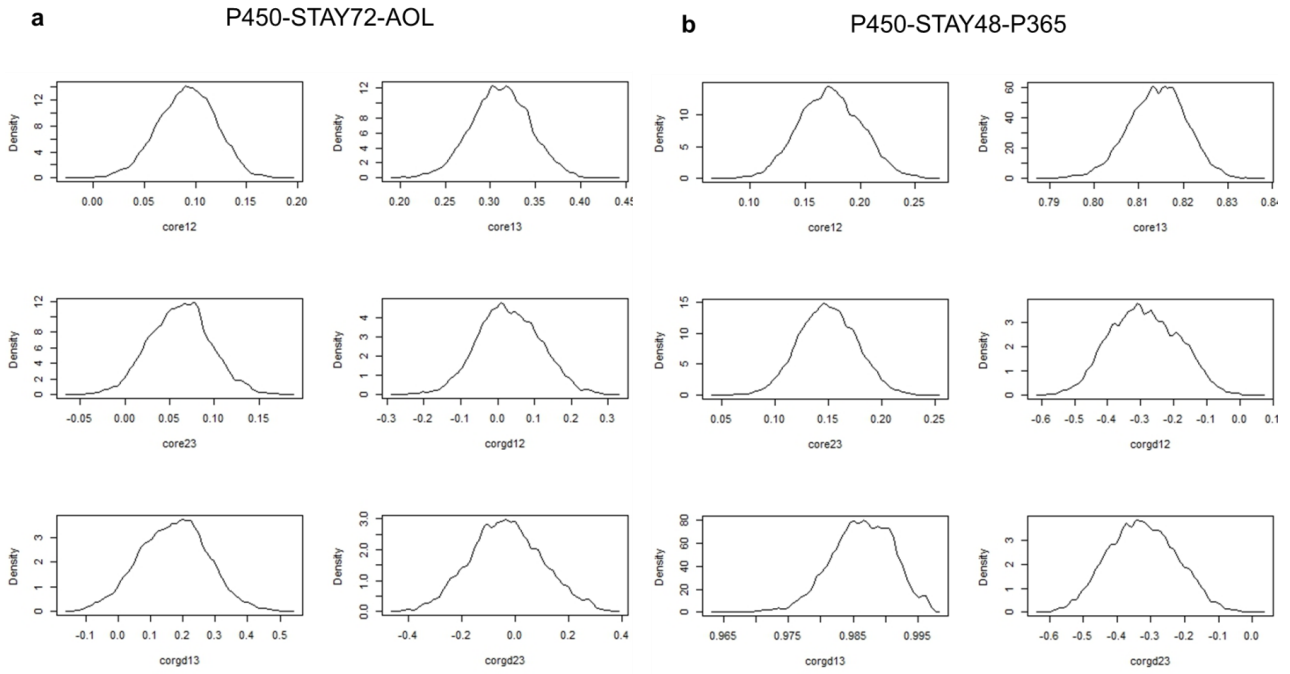 a P450-STAY72-AOL
b P450-STAY48-P365
Density
0 4 8 12
0.00 0.05 0.10 0.15 0.20
core12
Density
0 2 4 6 8 12
0.20 0.25 0.30 0.35 0.40 0.45
core13
Density
0 5 10
0.10 0.15 0.20 0.25
core12
Density
0 20 40 60
0.79 0.80 0.81 0.82 0.83
core13
Density
0 2 4 6 8 12
-0.05 0.00 0.05 0.10 0.15
core23
Density
0 1 2 3 4
-0.3 -0.2 -0.1 0.0 0.1 0.2 0.3
corgd12
Density
0 5 10 15
0.05 0.10 0.15 0.20 0.25
core23
Density
0 1 2 3
-0.6 -0.5 -0.4 -0.3 -0.2 -0.1 0.0 0.1
corgd12
Density
0 1 2 3
-0.1 0.0 0.1 0.2 0.3 0.4 0.5
corgd13
Density
0.0 1.0 2.0 3.0
-0.4 -0.2 0.0 0.2 0.4
corgd23
Density
0 20 40 60 80
0.965 0.975 0.985 0.995
corgd13
Density
0 1 2 3
-0.6 -0.5 -0.4 -0.3 -0.2 -0.1 0.0
corgd23